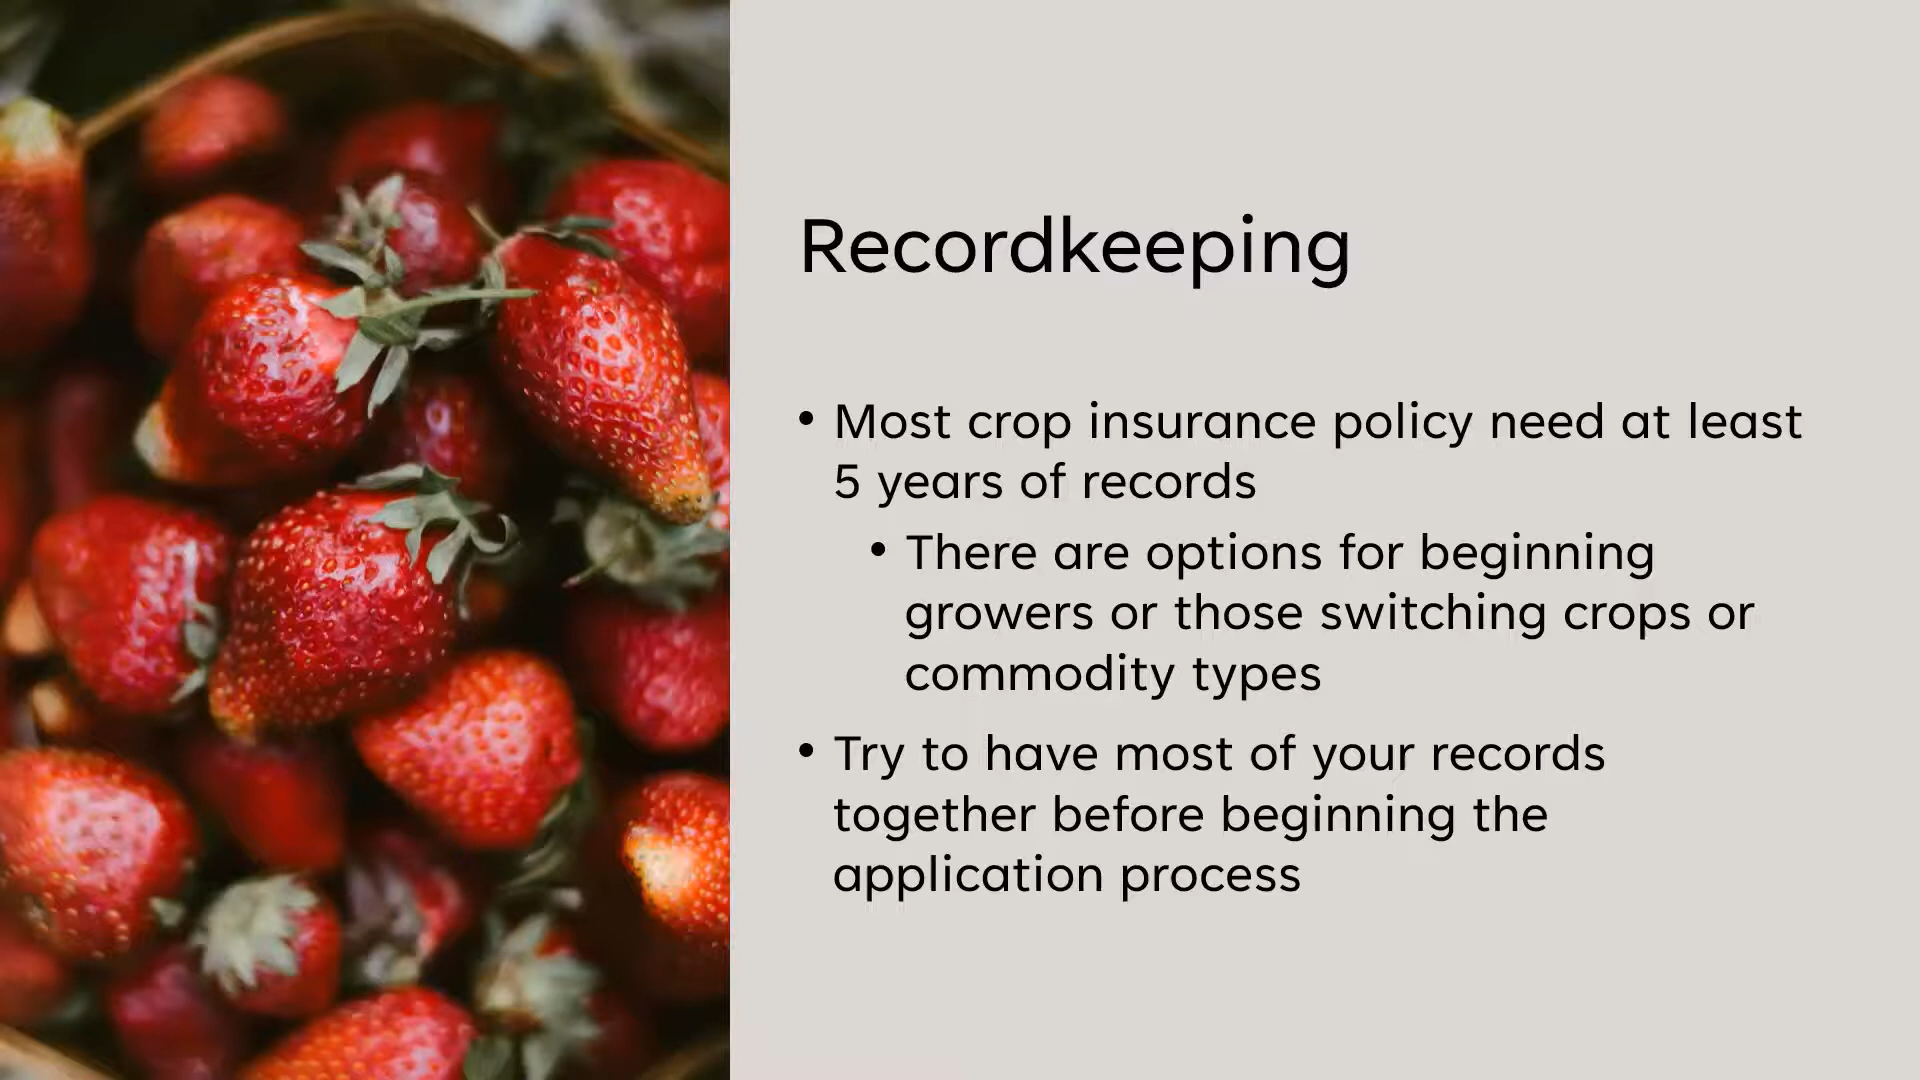 Recordkeeping
• Most crop insurance policy need at least
5 years of records
• There are options for beginning
growers or those switching crops or
commodity types
• Try to have most of your records
together before beginning the
application process